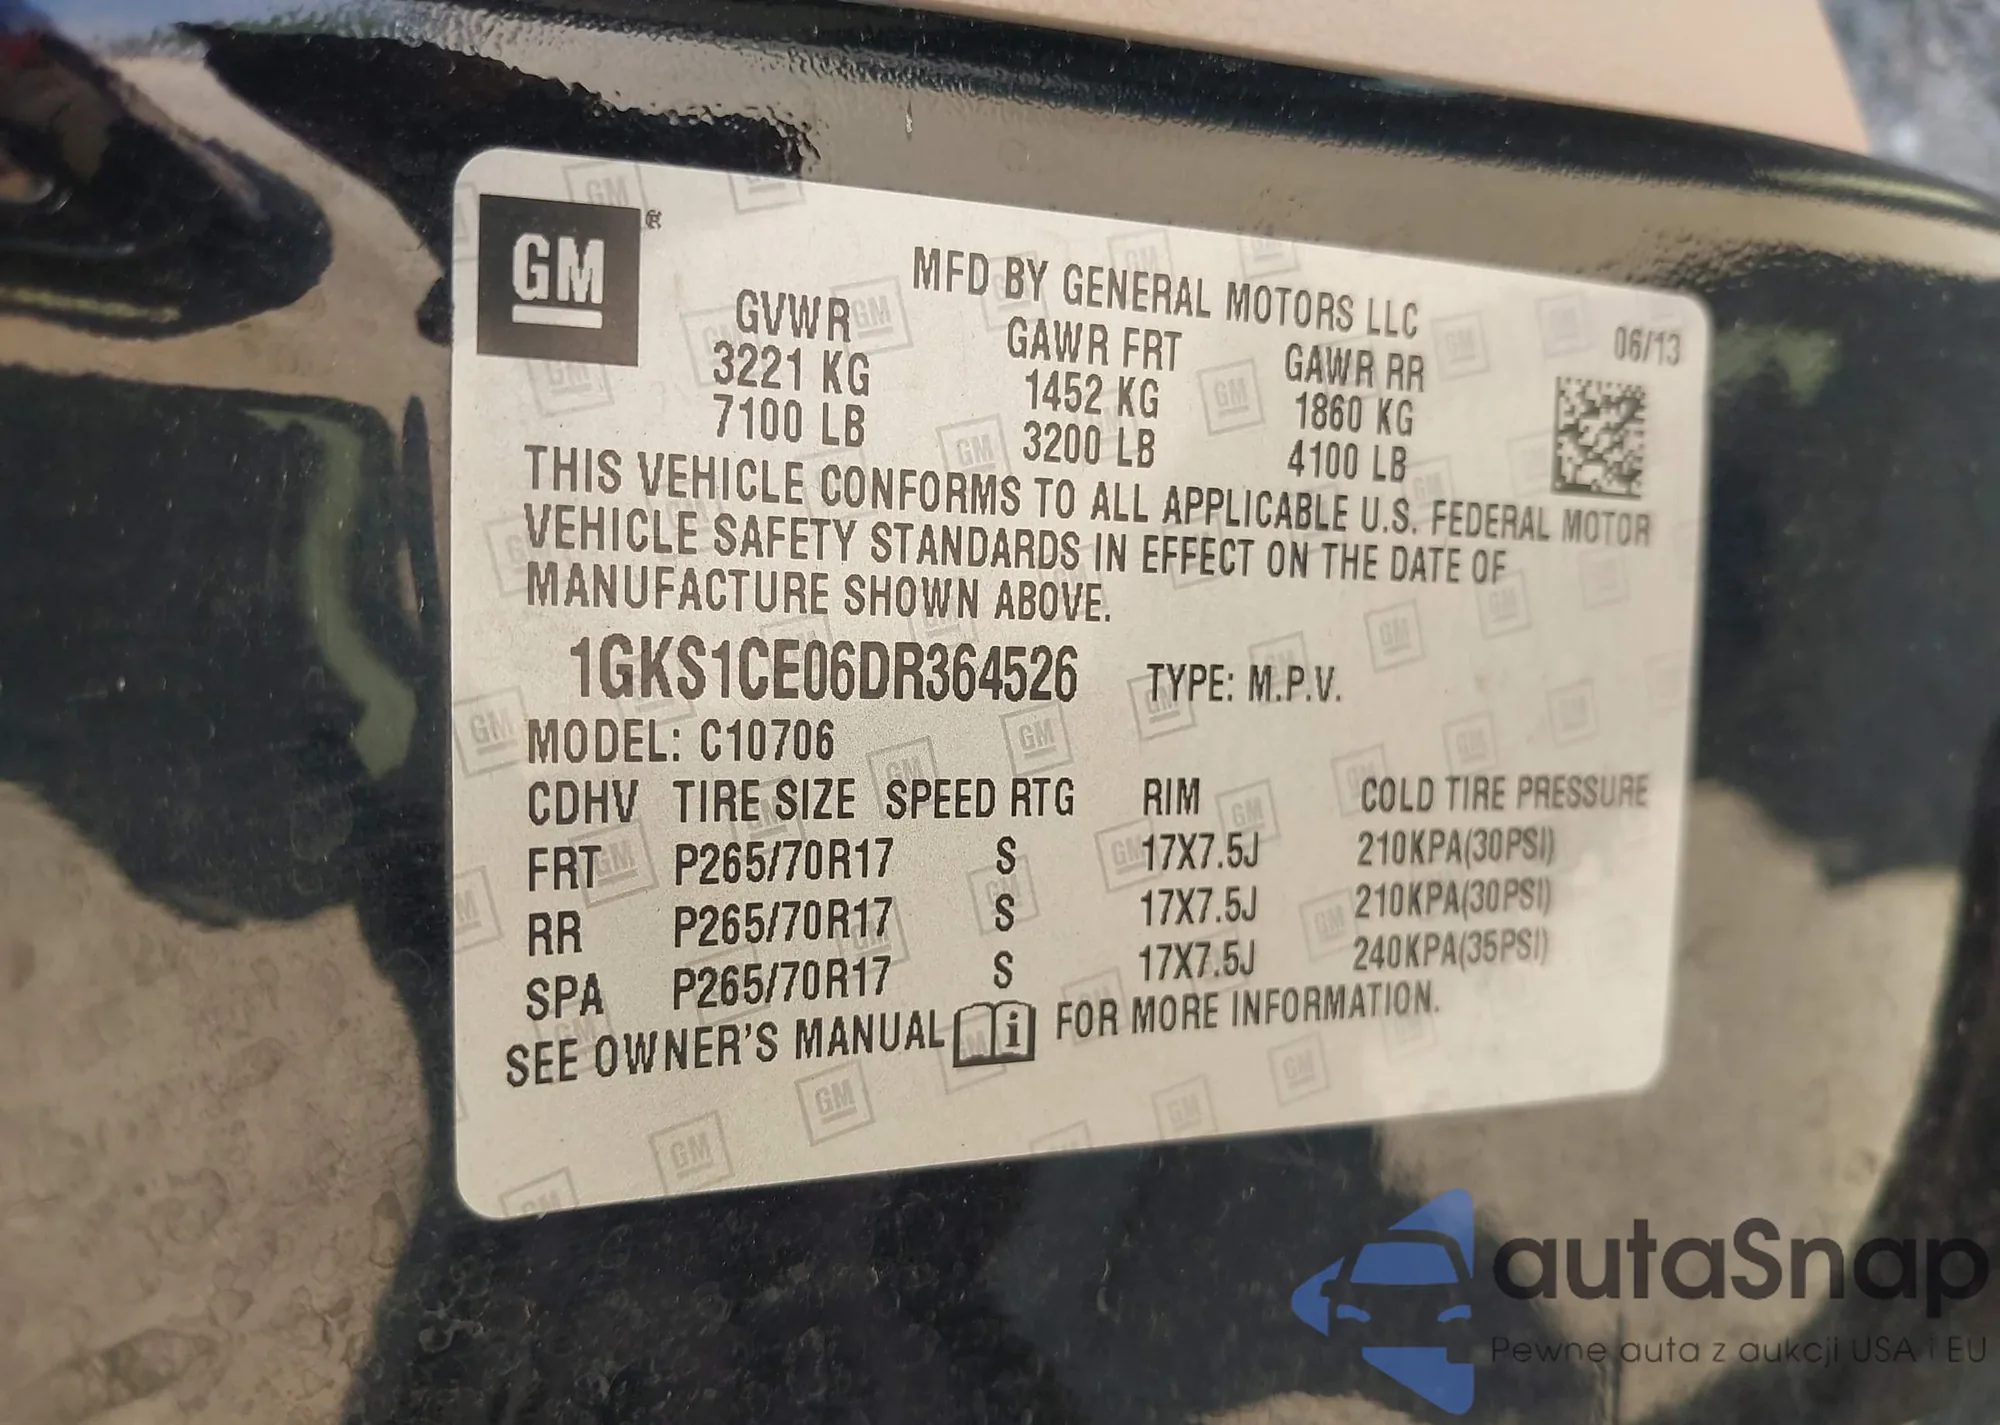 GM
MFD BY GENERAL MOTORS LLC
06/13
GVWR GAWR FRT GAWR RR
3221 KG 1452 KG 1860 KG
7100 LB 3200 LB 4100 LB
THIS VEHICLE CONFORMS TO ALL APPLICABLE U.S. FEDERAL MOTOR
VEHICLE SAFETY STANDARDS IN EFFECT ON THE DATE OF
MANUFACTURE SHOWN ABOVE.
1GKS1CE06DR364526 TYPE: M.P.V.
MODEL: C10706
CDHV TIRE SIZE SPEED RTG RIM COLD TIRE PRESSURE
FRT P265/70R17 S 17X7.5J 210KPA(30PSI)
RR P265/70R17 S 17X7.5J 210KPA(30PSI)
SPA P265/70R17 S 17X7.5J 240KPA(35PSI)
SEE OWNER'S MANUAL i FOR MORE INFORMATION.
autaSnap
Pewne auta z aukcji USA i EU